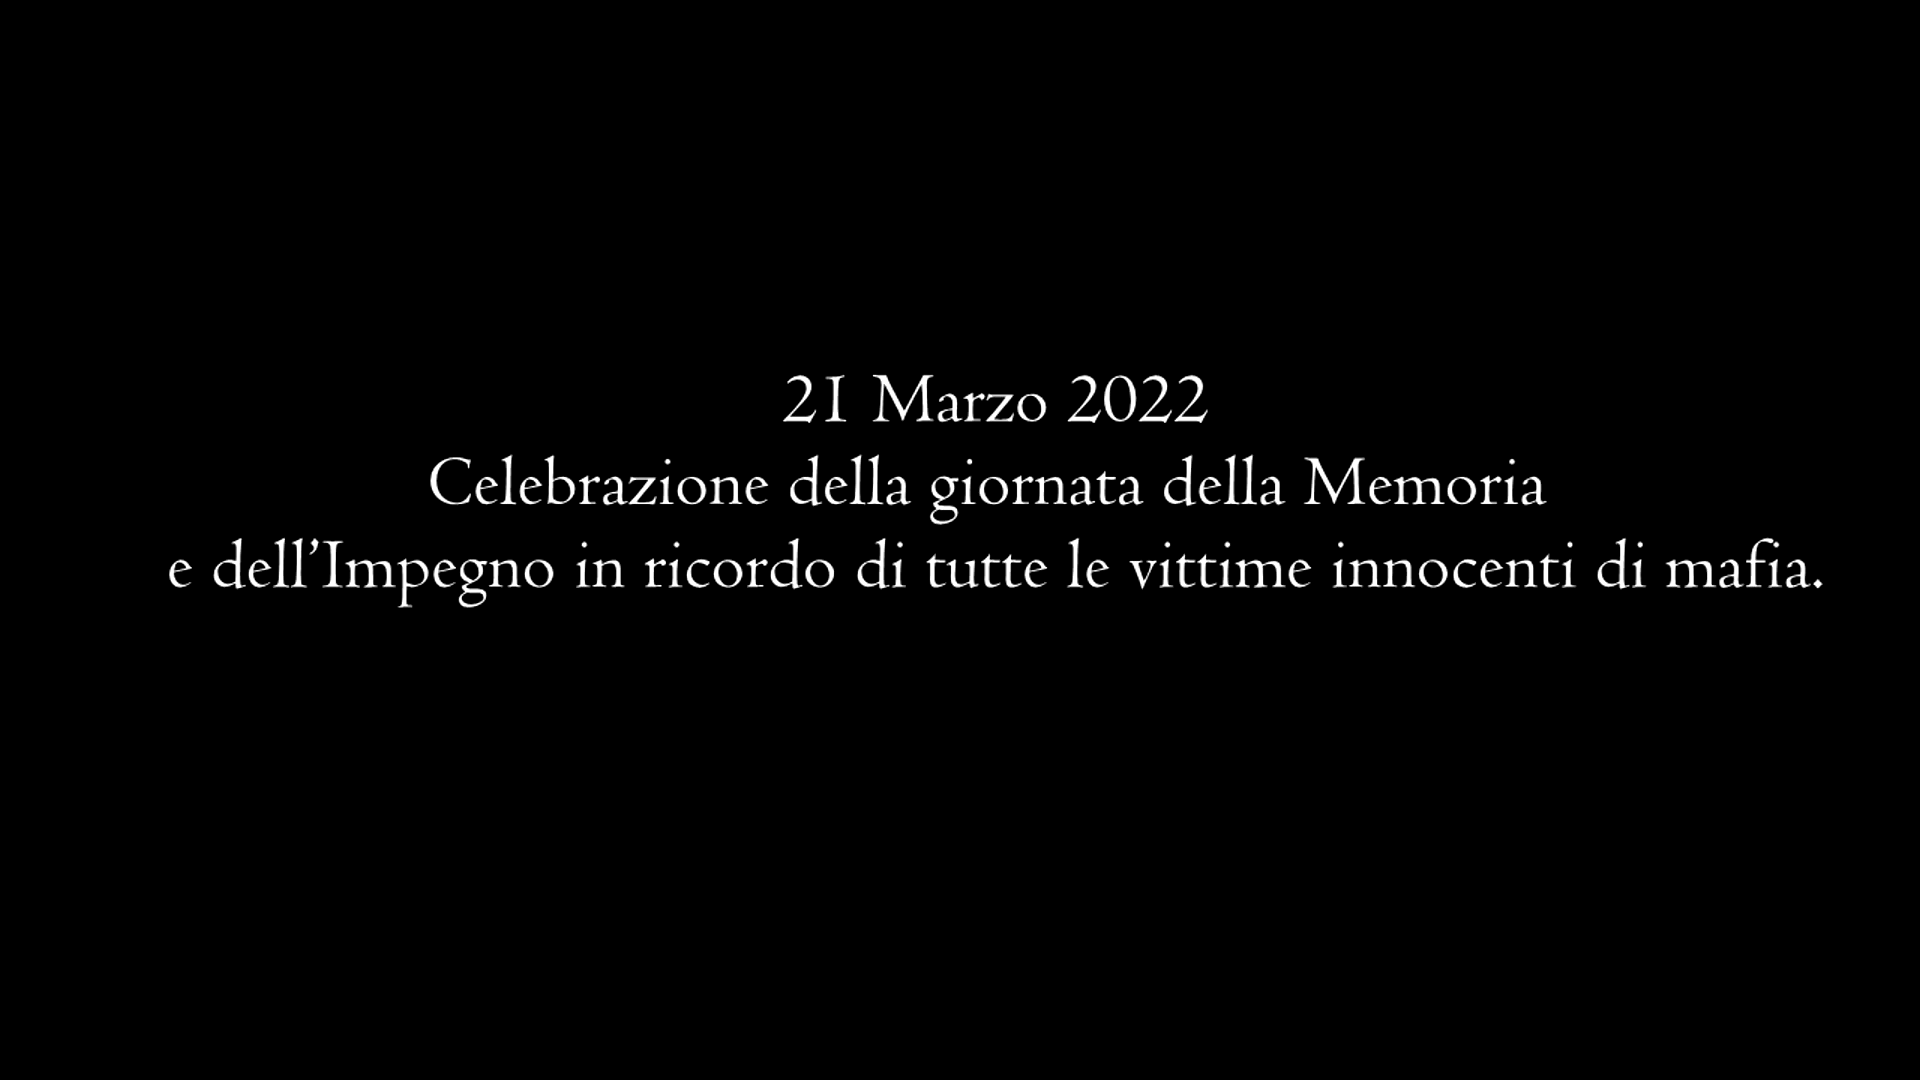 21 Marzo 2022
Celebrazione della giornata della Memoria
e dell’Impegno in ricordo di tutte le vittime innocenti di mafia.